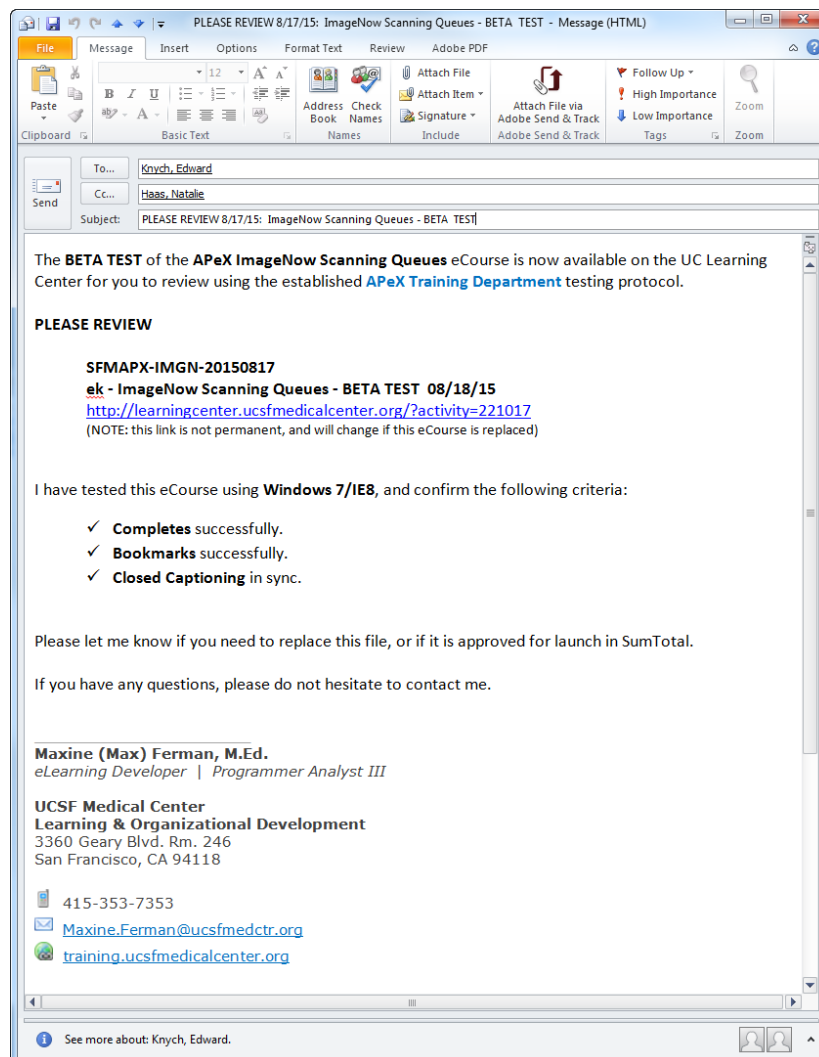 PLEASE REVIEW 8/17/15: ImageNow Scanning Queues - BETA TEST - Message (HTML)
File Message Insert Options Format Text Review Adobe PDF
Paste
Clipboard
12
B I U
Basic Text
Address Book
Check Names
Names
Attach File
Attach Item
Signature
Include
Attach File via
Adobe Send & Track
Adobe Send & Track
Follow Up
High Importance
Low Importance
Tags
Zoom
Zoom
Send
To... Knych, Edward
Cc... Haas, Natalie
Subject: PLEASE REVIEW 8/17/15: ImageNow Scanning Queues - BETA TEST
The BETA TEST of the APeX ImageNow Scanning Queues eCourse is now available on the UC Learning
Center for you to review using the established APeX Training Department testing protocol.
PLEASE REVIEW
SFMAPX-IMGN-20150817
ek - ImageNow Scanning Queues - BETA TEST 08/18/15
http://learningcenter.ucsfmedicalcenter.org/?activity=221017
(NOTE: this link is not permanent, and will change if this eCourse is replaced)
I have tested this eCourse using Windows 7/IE8, and confirm the following criteria:
✓ Completes successfully.
✓ Bookmarks successfully.
✓ Closed Captioning in sync.
Please let me know if you need to replace this file, or if it is approved for launch in SumTotal.
If you have any questions, please do not hesitate to contact me.
Maxine (Max) Ferman, M.Ed.
eLearning Developer | Programmer Analyst III
UCSF Medical Center
Learning & Organizational Development
3360 Geary Blvd. Rm. 246
San Francisco, CA 94118
415-353-7353
Maxine.Ferman@ucsfmedctr.org
training.ucsfmedicalcenter.org
See more about: Knych, Edward.